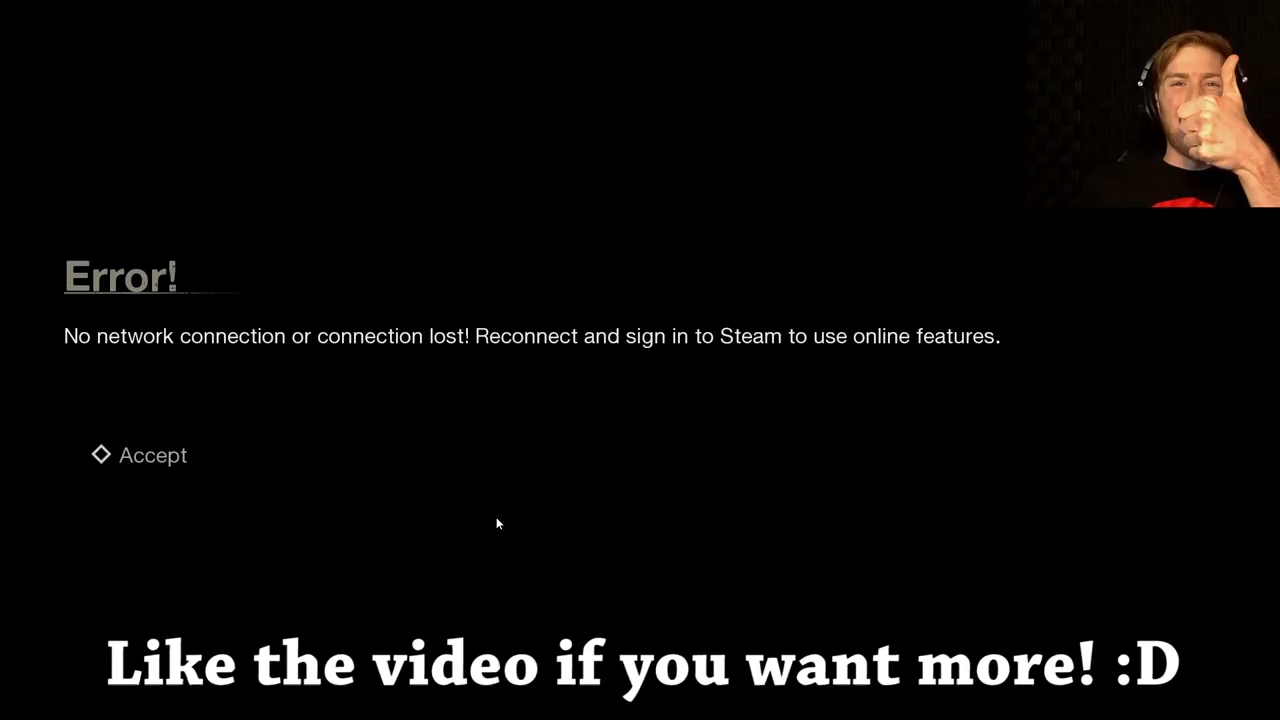 Error!
No network connection or connection lost! Reconnect and sign in to Steam to use online features.
Accept
Like the video if you want more! :D